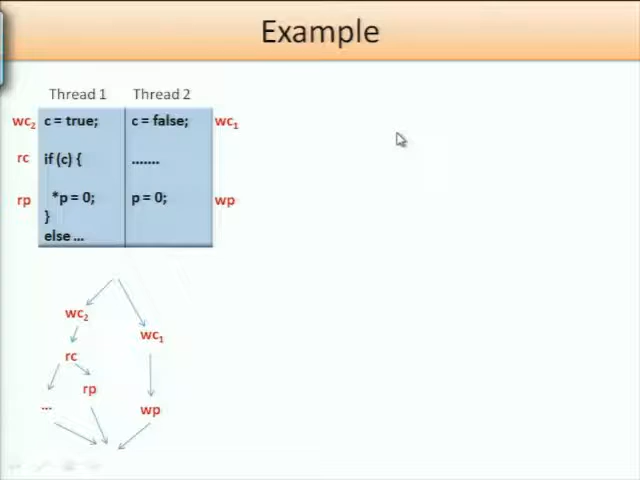 Example
Thread 1 Thread 2
wc2 c = true; c = false; wc1
rc if (c) { .......
rp *p = 0; p = 0; wp
}
else ...
wc2
wc1
rc
rp
... wp